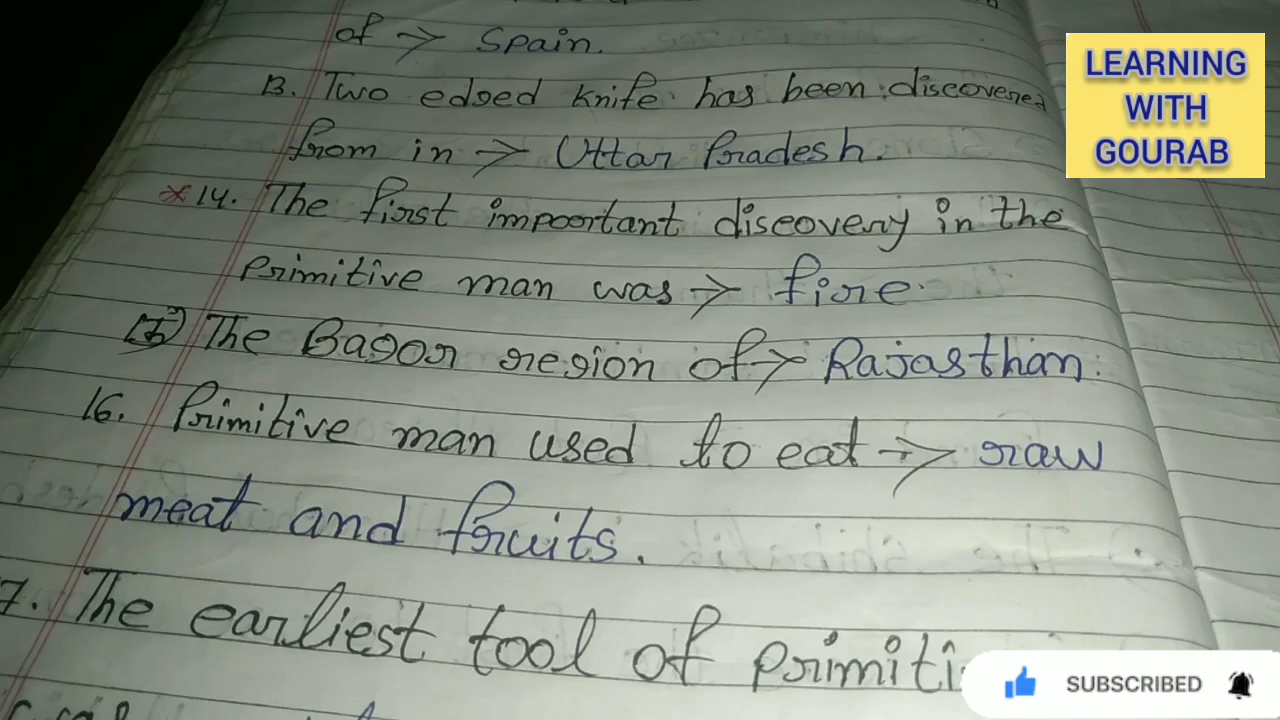 of → Spain.
13. Two edged knife has been discovered
from in → Uttar Pradesh.
*14. The first impoortant discovery in the
Primitive man was → fire.
The Bagor region of → Rajasthan.
16. Primitive man used to eat → raw
meat and fruits.
7. The earliest tool of primiti
LEARNING
WITH
GOURAB
SUBSCRIBED